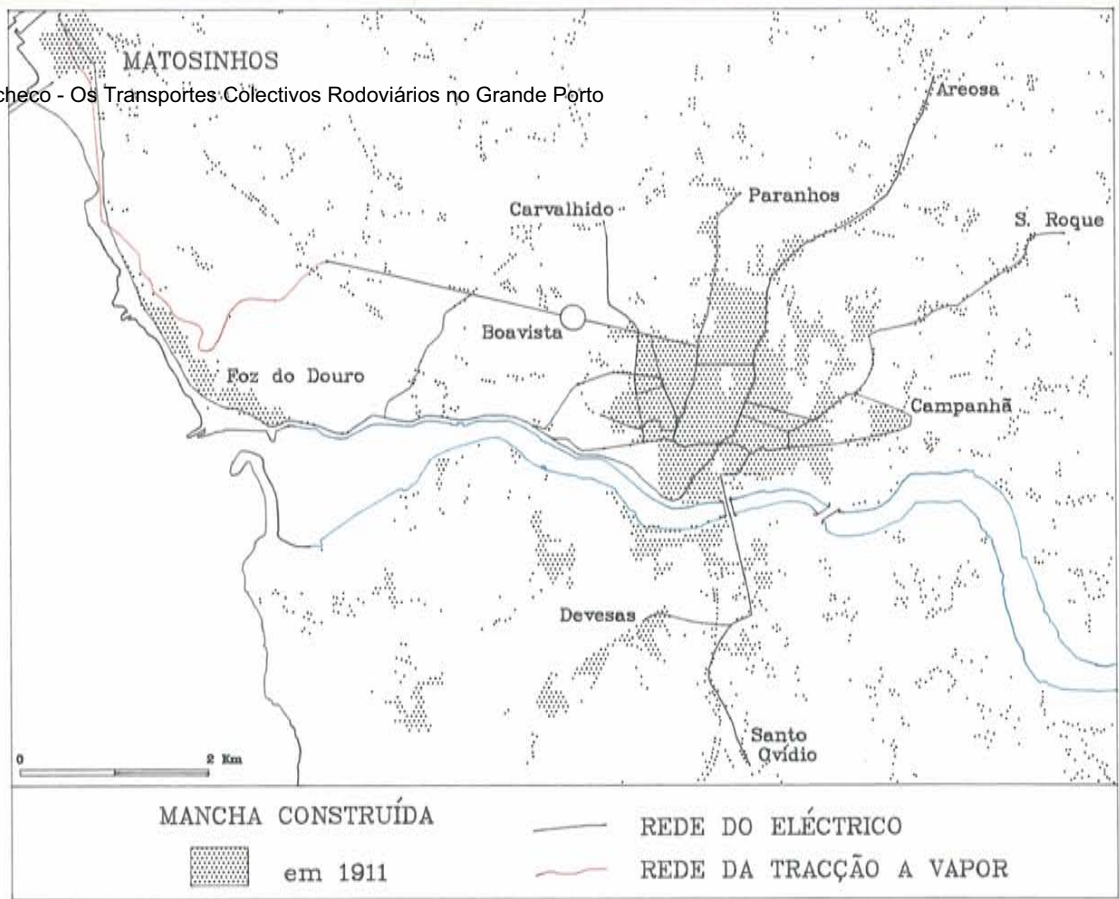 MATOSINHOS
checo - Os Transportes Colectivos Rodoviários no Grande Porto
Areosa
Paranhos
Carvalhido
S. Roque
Boavista
Foz do Douro
Campanhã
Devesas
Santo
Ovídio
0 2 Km
MANCHA CONSTRUÍDA
em 1911
REDE DO ELÉCTRICO
REDE DA TRACÇÃO A VAPOR